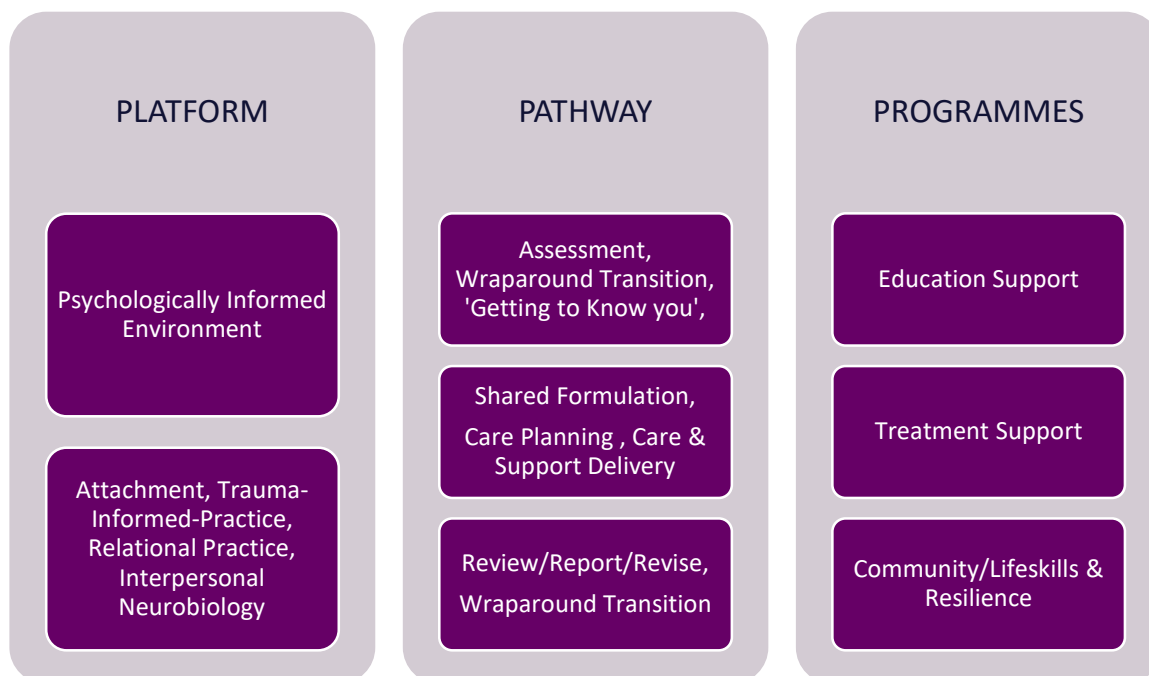 PLATFORM
Psychologically Informed
Environment
Attachment, Trauma-
Informed-Practice,
Relational Practice,
Interpersonal
Neurobiology
PATHWAY
Assessment,
Wraparound Transition,
'Getting to Know you',
Shared Formulation,
Care Planning , Care &
Support Delivery
Review/Report/Revise,
Wraparound Transition
PROGRAMMES
Education Support
Treatment Support
Community/Lifeskills &
Resilience